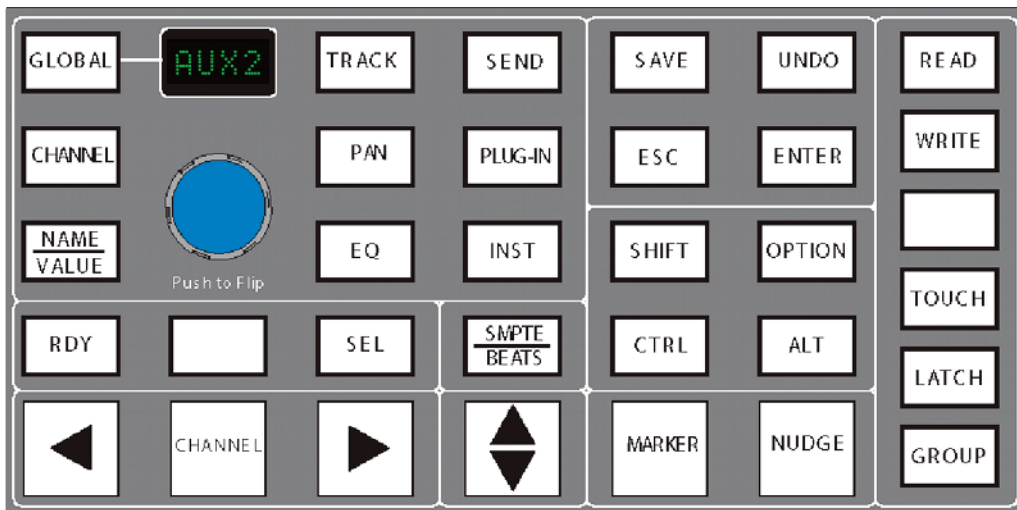 GLOBAL AUX2 TRACK SEND SAVE UNDO READ
CHANNEL PAN PLUG-IN ESC ENTER WRITE
NAME
VALUE
Push to Flip
EQ INST SHIFT OPTION
TOUCH
RDY SEL SMPTE
BEATS
CTRL ALT
LATCH
CHANNEL MARKER NUDGE GROUP